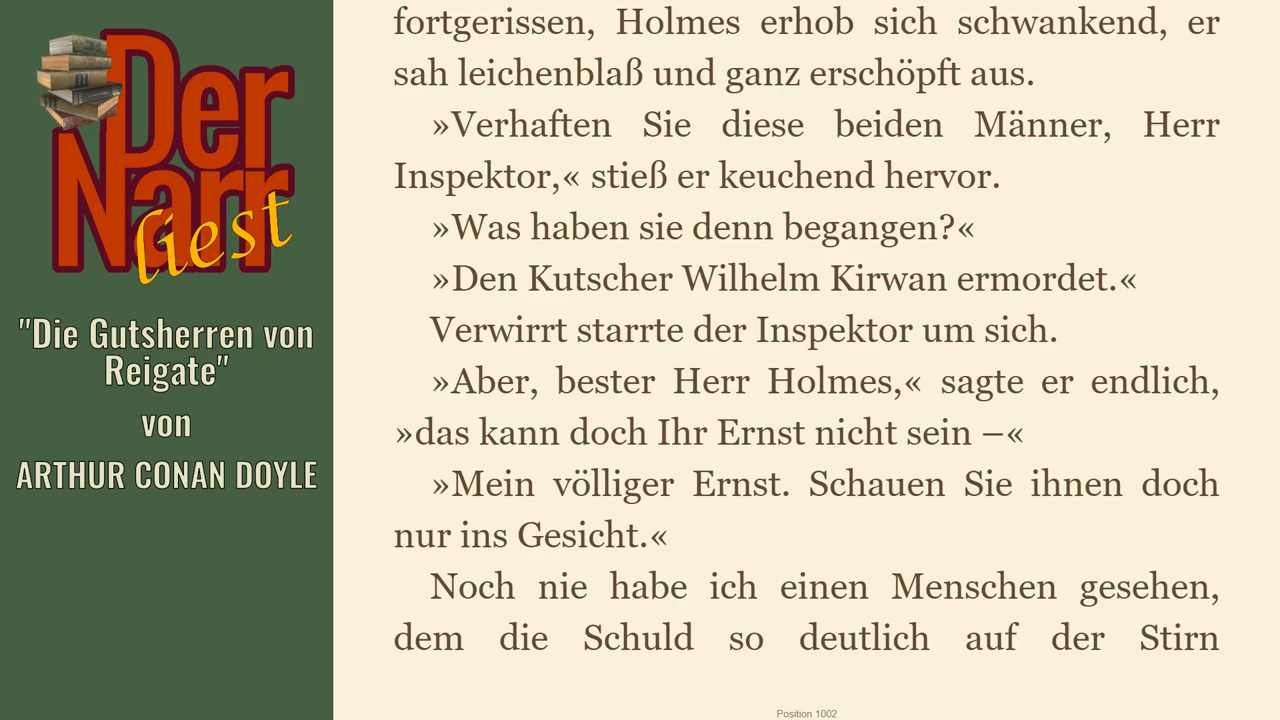 Der
Narr
liest
"Die Gutsherren von
Reigate"
von
ARTHUR CONAN DOYLE
fortgerissen, Holmes erhob sich schwankend, er
sah leichenblaß und ganz erschöpft aus.
»Verhaften Sie diese beiden Männer, Herr
Inspektor,« stieß er keuchend hervor.
»Was haben sie denn begangen?«
»Den Kutscher Wilhelm Kirwan ermordet.«
Verwirrt starrte der Inspektor um sich.
»Aber, bester Herr Holmes,« sagte er endlich,
»das kann doch Ihr Ernst nicht sein –«
»Mein völliger Ernst. Schauen Sie ihnen doch
nur ins Gesicht.«
Noch nie habe ich einen Menschen gesehen,
dem die Schuld so deutlich auf der Stirn
Position 1002